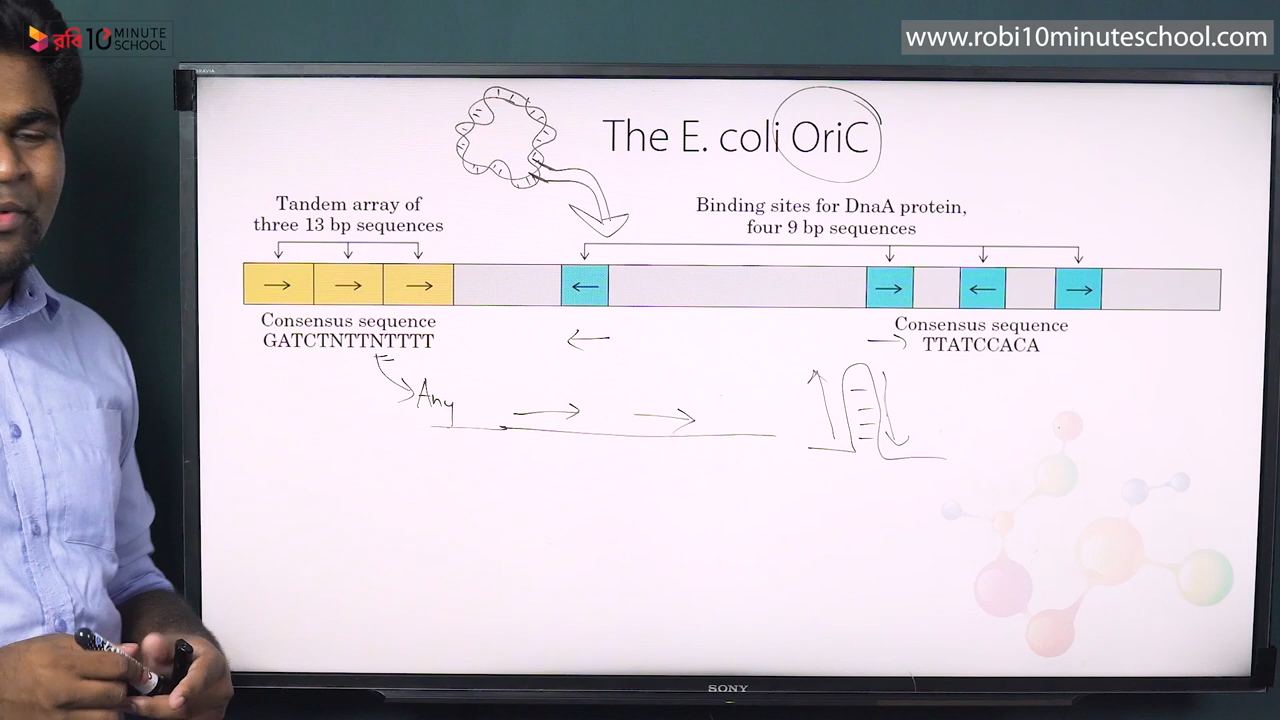 রবি 10 MINUTE SCHOOL
www.robi10minuteschool.com
BRAVIA
The E. coli OriC
Tandem array of
three 13 bp sequences
Binding sites for DnaA protein,
four 9 bp sequences
Consensus sequence
GATCTNTTNTTTT
Consensus sequence
TTATCCACA
Any
SONY